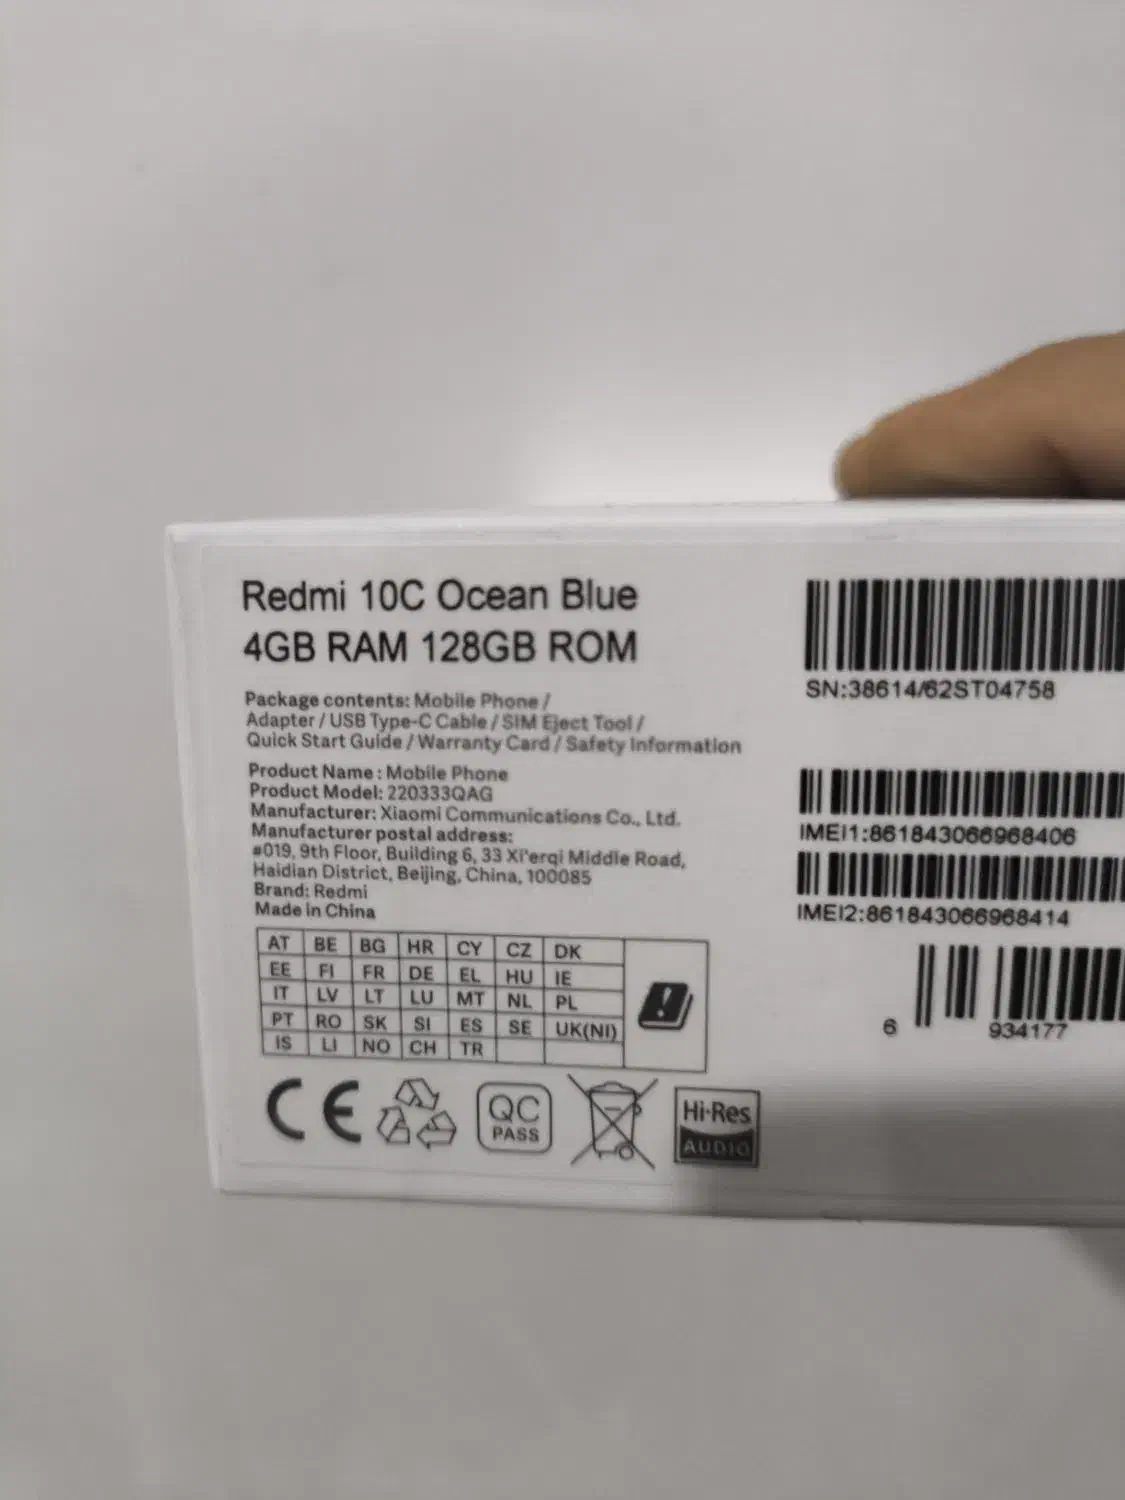 Redmi 10C Ocean Blue
4GB RAM 128GB ROM
Package contents: Mobile Phone /
Adapter / USB Type-C Cable / SIM Eject Tool /
Quick Start Guide / Warranty Card / Safety Information
Product Name : Mobile Phone
Product Model: 220333QAG
Manufacturer: Xiaomi Communications Co., Ltd.
Manufacturer postal address:
#019, 9th Floor, Building 6, 33 Xi'erqi Middle Road,
Haidian District, Beijing, China, 100085
Brand: Redmi
Made in China
AT BE BG HR CY CZ DK
EE FI FR DE EL HU IE
IT LV LT LU MT NL PL
PT RO SK SI ES SE UK(NI)
IS LI NO CH TR
CE
QC
PASS
Hi-Res
AUDIO
SN:38614/62ST04758
IMEI1:861843066968406
IMEI2:861843066968414
6 934177